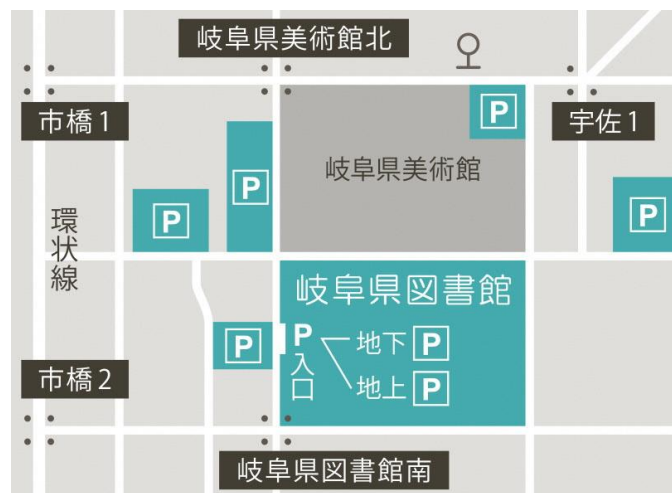 岐阜県美術館北
市橋1
P
宇佐1
岐阜県美術館
P
P
P
環状線
岐阜県図書館
P
P
入口
地下 P
地上 P
市橋2
岐阜県図書館南